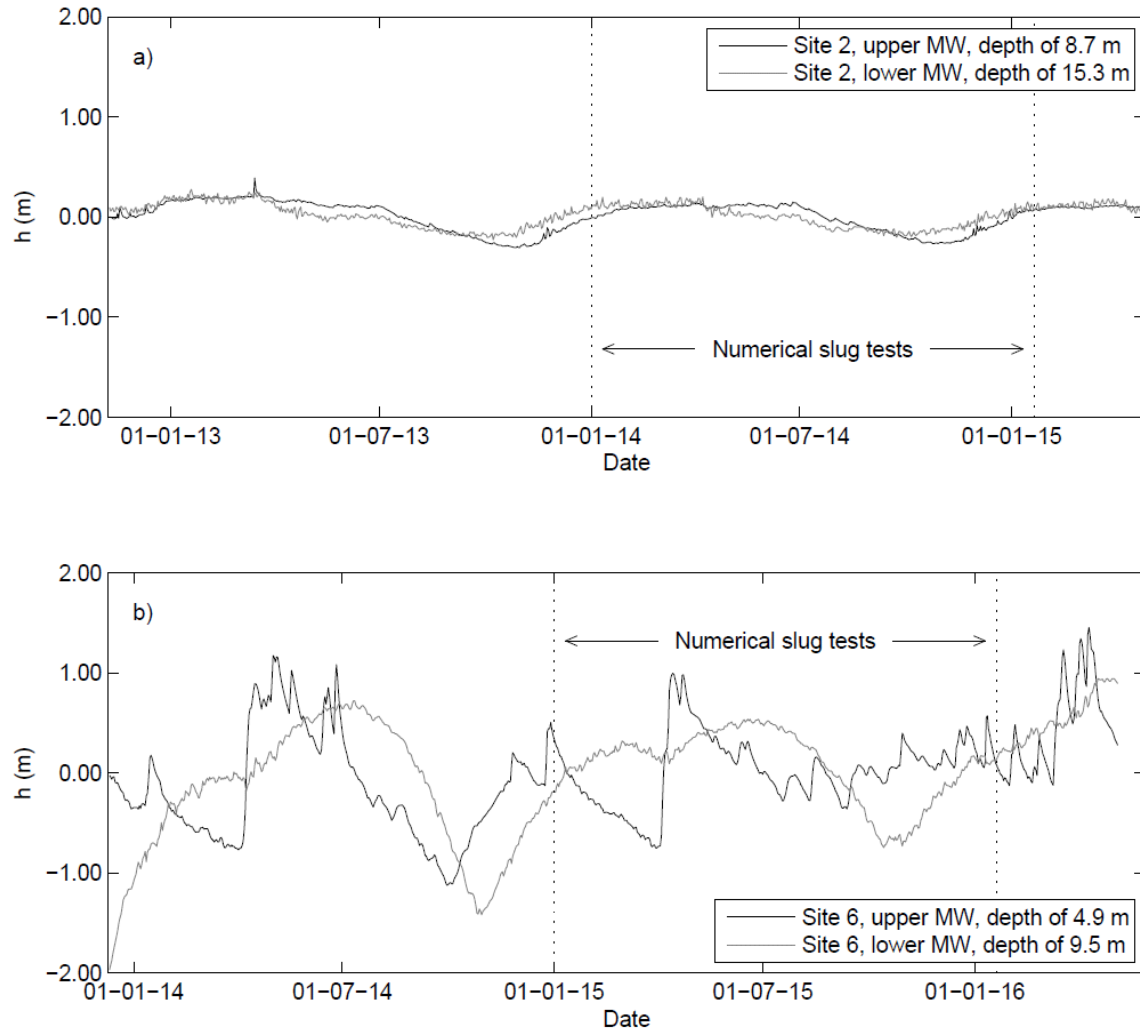 2.00
a)
Site 2, upper MW, depth of 8.7 m
Site 2, lower MW, depth of 15.3 m
1.00
h (m)
0.00
−1.00
Numerical slug tests
−2.00
01−01−13
01−07−13
01−01−14
01−07−14
01−01−15
Date
2.00
b)
Numerical slug tests
1.00
h (m)
0.00
−1.00
Site 6, upper MW, depth of 4.9 m
Site 6, lower MW, depth of 9.5 m
−2.00
01−01−14
01−07−14
01−01−15
01−07−15
01−01−16
Date